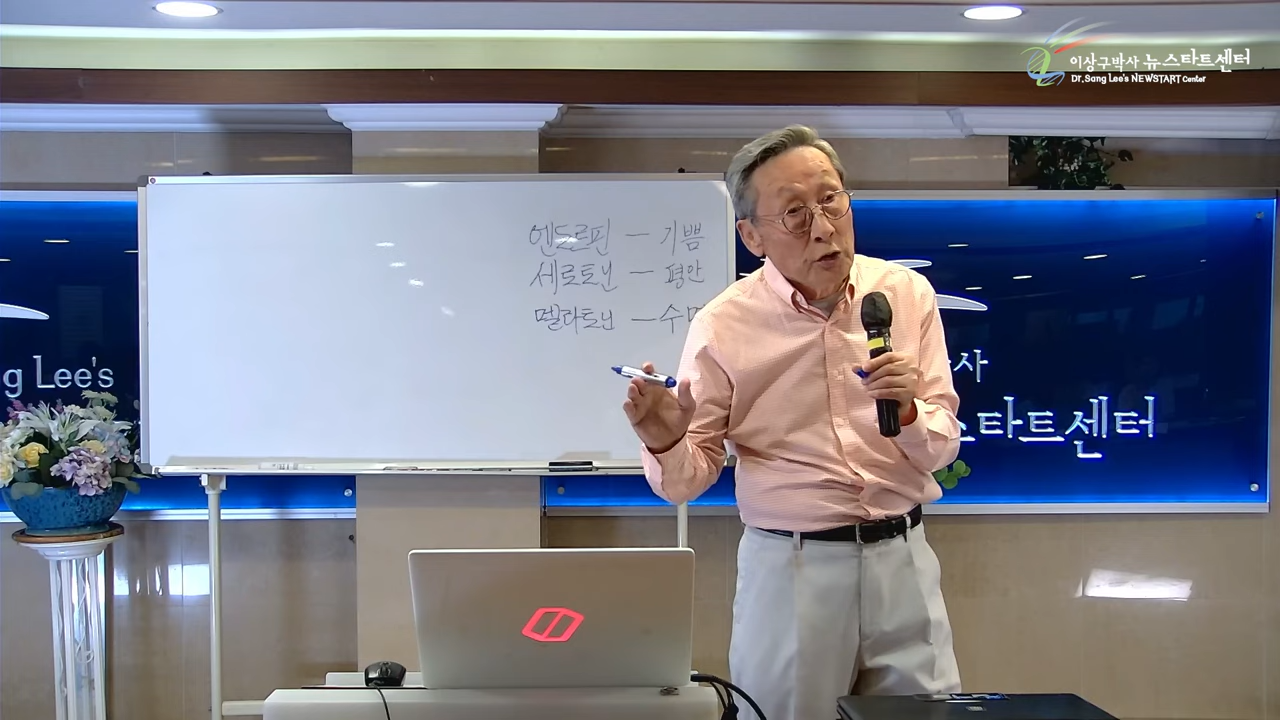 이상구박사 뉴스타트센터
Dr. Sang Lee's NEWSTART Center
엔도르핀 — 기쁨
세로토닌 — 평안
멜라토닌 — 수면
g Lee's
사
스타트센터